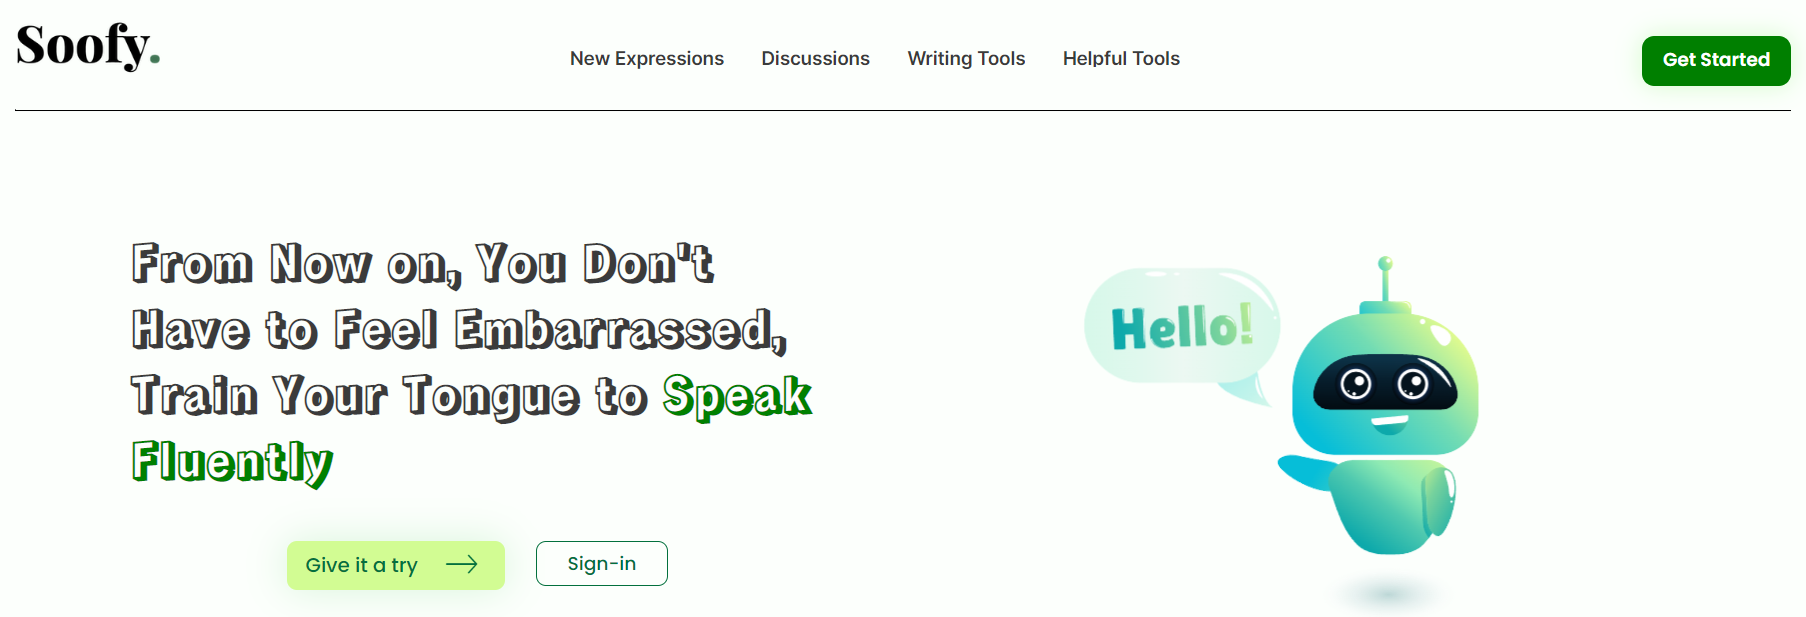 Soofy.
New Expressions Discussions Writing Tools Helpful Tools
Get Started
From Now on, You Don't
Have to Feel Embarrassed,
Train Your Tongue to Speak
Fluently
Hello!
Give it a try
Sign-in